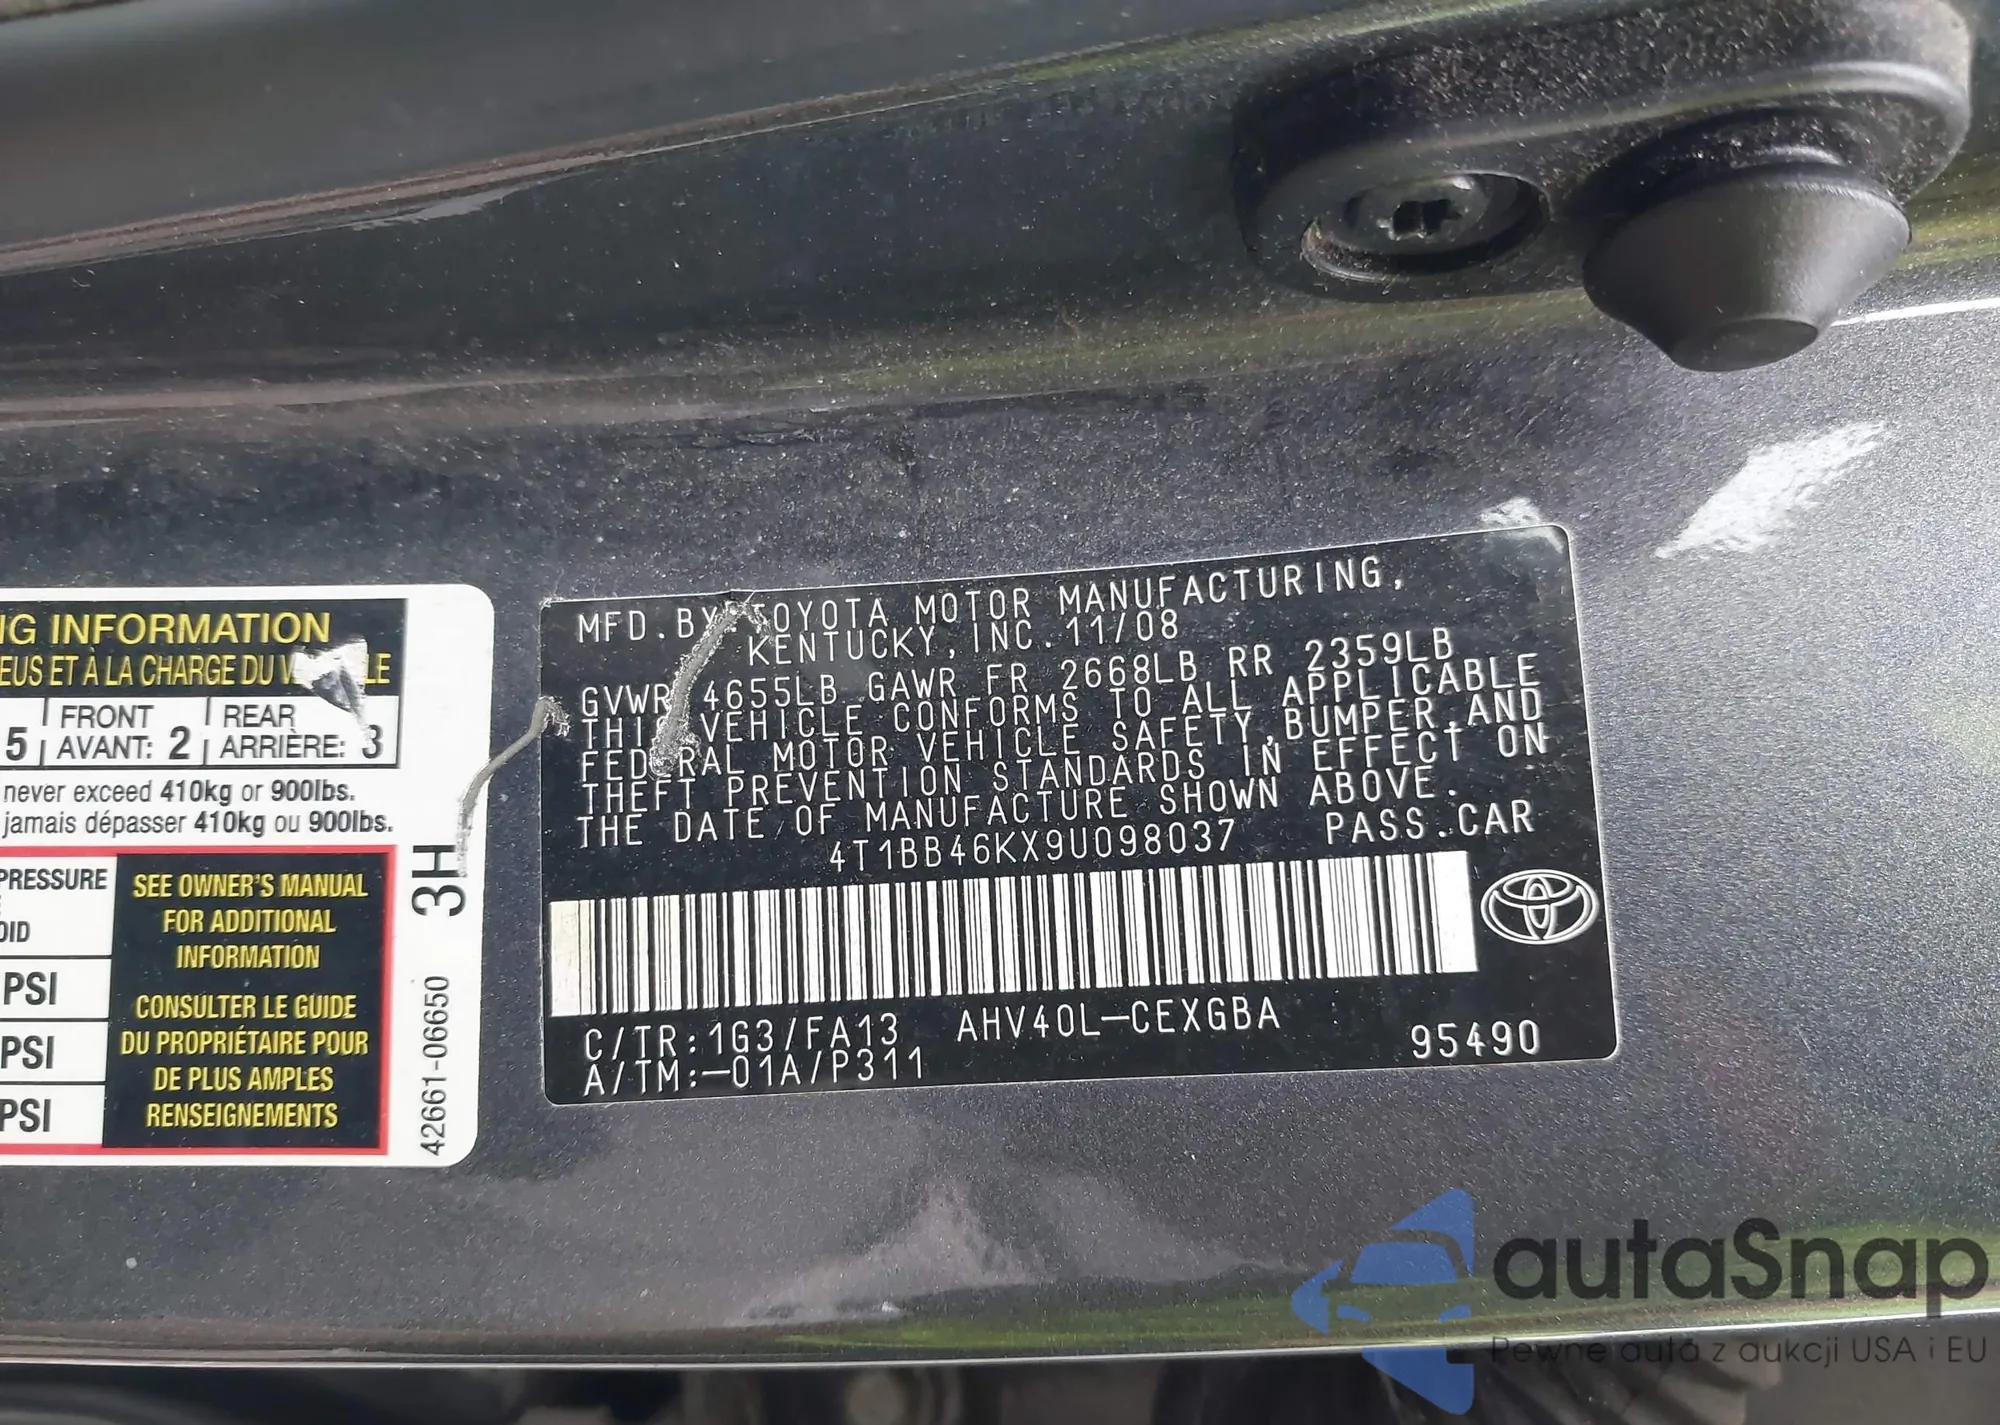 NG INFORMATION
EUS ET À LA CHARGE DU
5 FRONT AVANT: 2 REAR ARRIÈRE: 3
never exceed 410kg or 900lbs.
jamais dépasser 410kg ou 900lbs.
PRESSURE
OID
PSI
PSI
PSI
SEE OWNER'S MANUAL
FOR ADDITIONAL
INFORMATION
CONSULTER LE GUIDE
DU PROPRIÉTAIRE POUR
DE PLUS AMPLES
RENSEIGNEMENTS
3H
42661-06650
MFD. BY: TOYOTA MOTOR MANUFACTURING,
KENTUCKY, INC. 11/08
GVWR 4655LB GAWR FR 2668LB RR 2359LB
THIS VEHICLE CONFORMS TO ALL APPLICABLE
FEDERAL MOTOR VEHICLE SAFETY, BUMPER, AND
THEFT PREVENTION STANDARDS IN EFFECT ON
THE DATE OF MANUFACTURE SHOWN ABOVE.
4T1BB46KX9U098037 PASS. CAR
C/TR: 1G3/FA13 AHV40L-CEXGBA
A/TM:-01A/P311 95490
autaSnap
Pewne auta z aukcji USA i EU